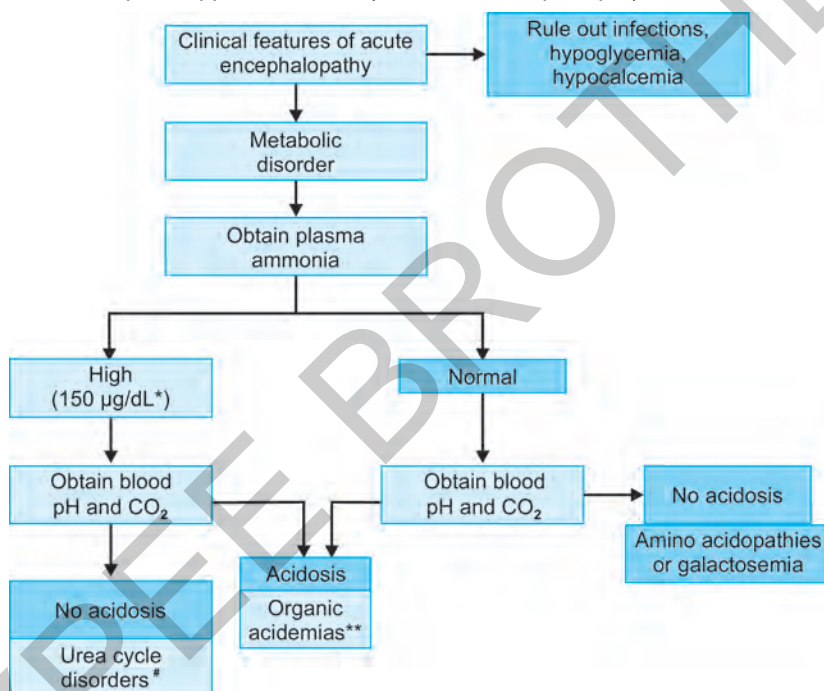 Clinical features of acute
encephalopathy
Rule out infections,
hypoglycemia,
hypocalcemia
Metabolic
disorder
Obtain plasma
ammonia
High
(150 µg/dL*)
Normal
Obtain blood
pH and CO₂
Obtain blood
pH and CO₂
No acidosis
Amino acidopathies
or galactosemia
Acidosis
Organic
acidemias**
No acidosis
Urea cycle
disorders#